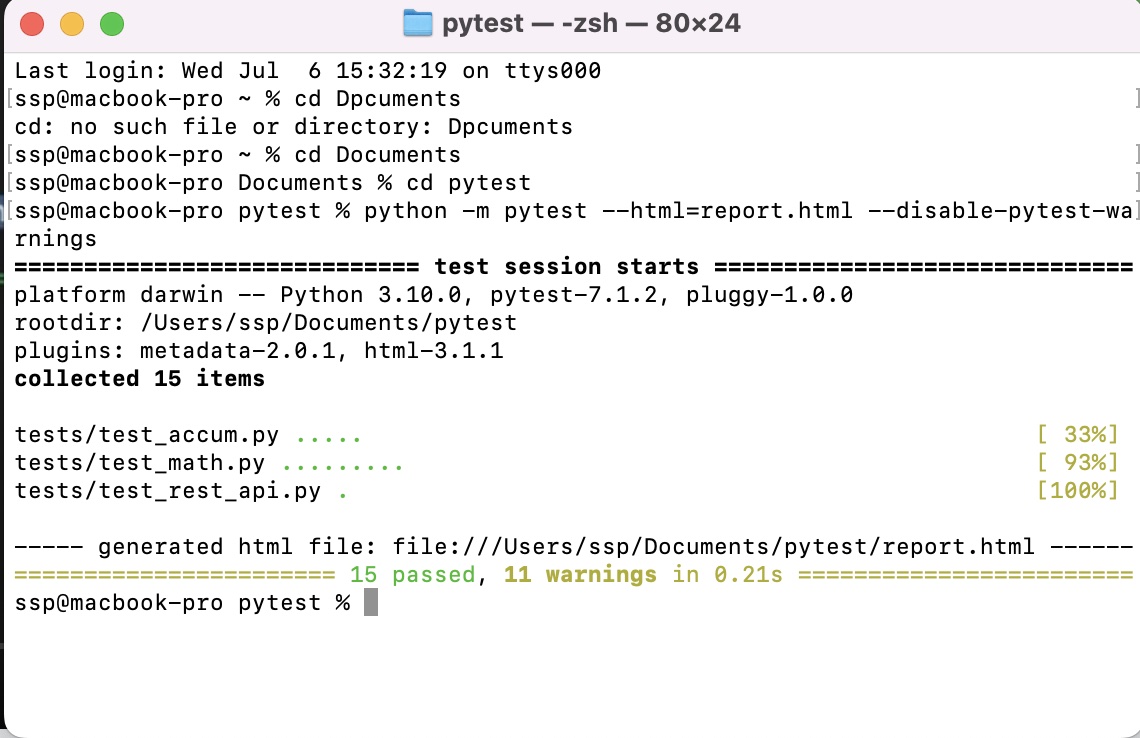 pytest — -zsh — 80×24
Last login: Wed Jul  6 15:32:19 on ttys000
[ssp@macbook-pro ~ % cd Dpcuments ]
cd: no such file or directory: Dpcuments
[ssp@macbook-pro ~ % cd Documents ]
[ssp@macbook-pro Documents % cd pytest ]
[ssp@macbook-pro pytest % python -m pytest --html=report.html --disable-pytest-wa]
rnings
============================= test session starts ==============================
platform darwin -- Python 3.10.0, pytest-7.1.2, pluggy-1.0.0
rootdir: /Users/ssp/Documents/pytest
plugins: metadata-2.0.1, html-3.1.1
collected 15 items
tests/test_accum.py ..... [ 33%]
tests/test_math.py ......... [ 93%]
tests/test_rest_api.py . [100%]
----- generated html file: file:///Users/ssp/Documents/pytest/report.html ------
======================= 15 passed, 11 warnings in 0.21s ========================
ssp@macbook-pro pytest %